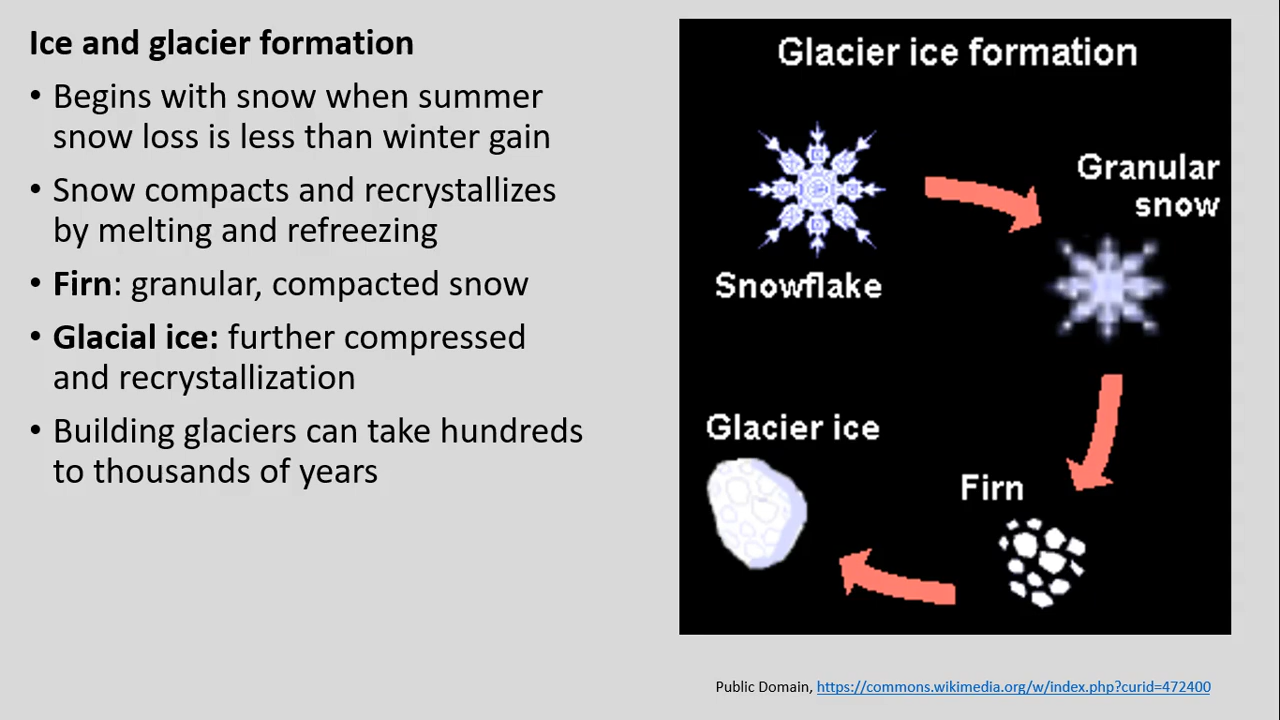 Ice and glacier formation
• Begins with snow when summer
snow loss is less than winter gain
• Snow compacts and recrystallizes
by melting and refreezing
• Firn: granular, compacted snow
• Glacial ice: further compressed
and recrystallization
• Building glaciers can take hundreds
to thousands of years
Glacier ice formation
Snowflake
Granular
snow
Firn
Glacier ice
Public Domain, https://commons.wikimedia.org/w/index.php?curid=472400